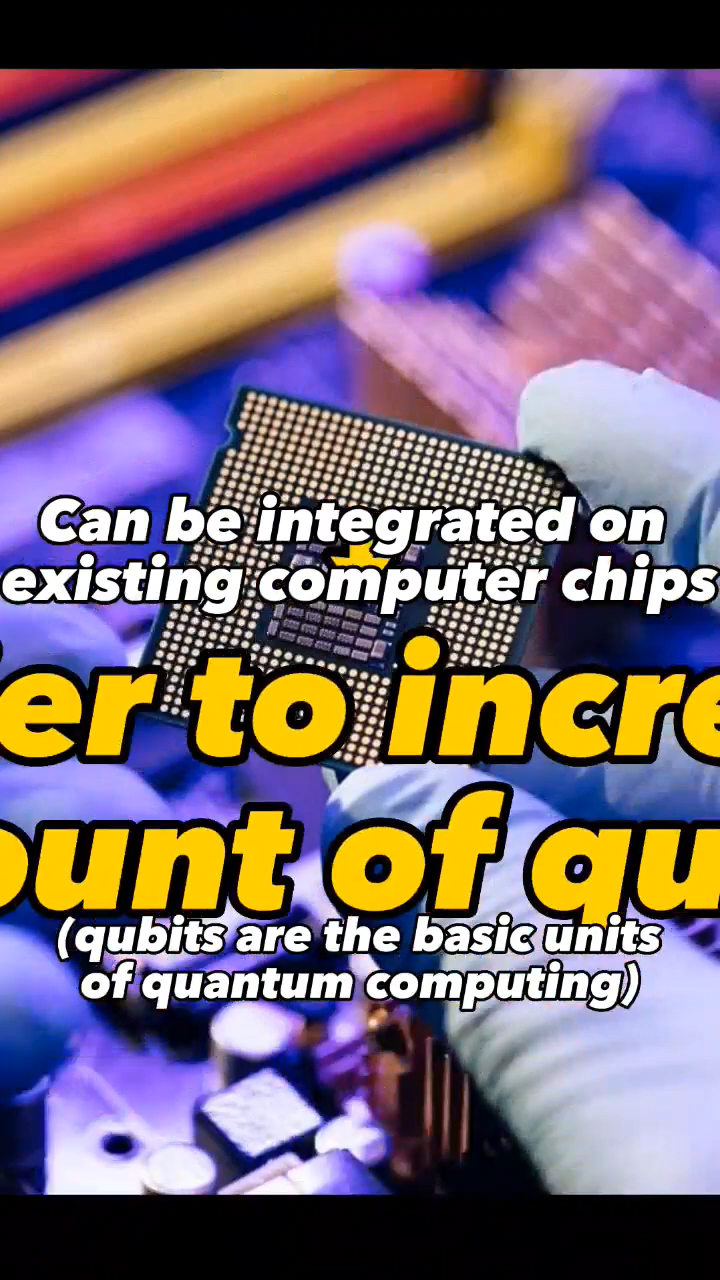 Can be integrated on
existing computer chips
er to incre
ount of qu
(qubits are the basic units
of quantum computing)